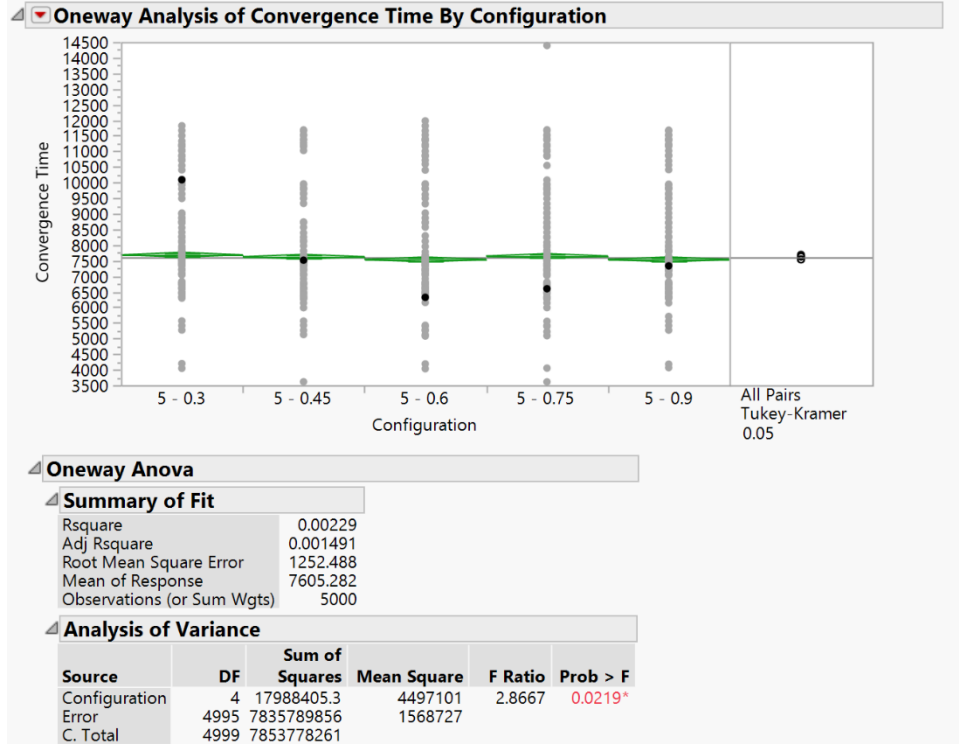 Oneway Analysis of Convergence Time By Configuration
14500
14000
13000
12500
12000
11500
11000
10000
9500
9000
8500
8000
7500
7000
6500
6000
5500
5000
4500
4000
3500
Convergence Time
5 - 0.3 5 - 0.45 5 - 0.6 5 - 0.75 5 - 0.9
Configuration
All Pairs
Tukey-Kramer
0.05
Oneway Anova
Summary of Fit
Rsquare 0.00229
Adj Rsquare 0.001491
Root Mean Square Error 1252.488
Mean of Response 7605.282
Observations (or Sum Wgts) 5000
Analysis of Variance
Sum of
Source DF Squares Mean Square F Ratio Prob > F
Configuration 4 17988405.3 4497101 2.8667 0.0219*
Error 4995 7835789856 1568727
C. Total 4999 7853778261